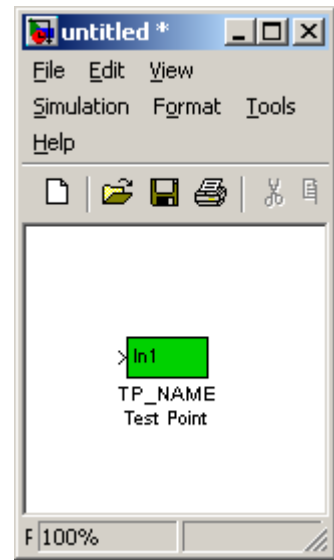 untitled *
File Edit View
Simulation Format Tools
Help
In1
TP_NAME
Test Point
F 100%